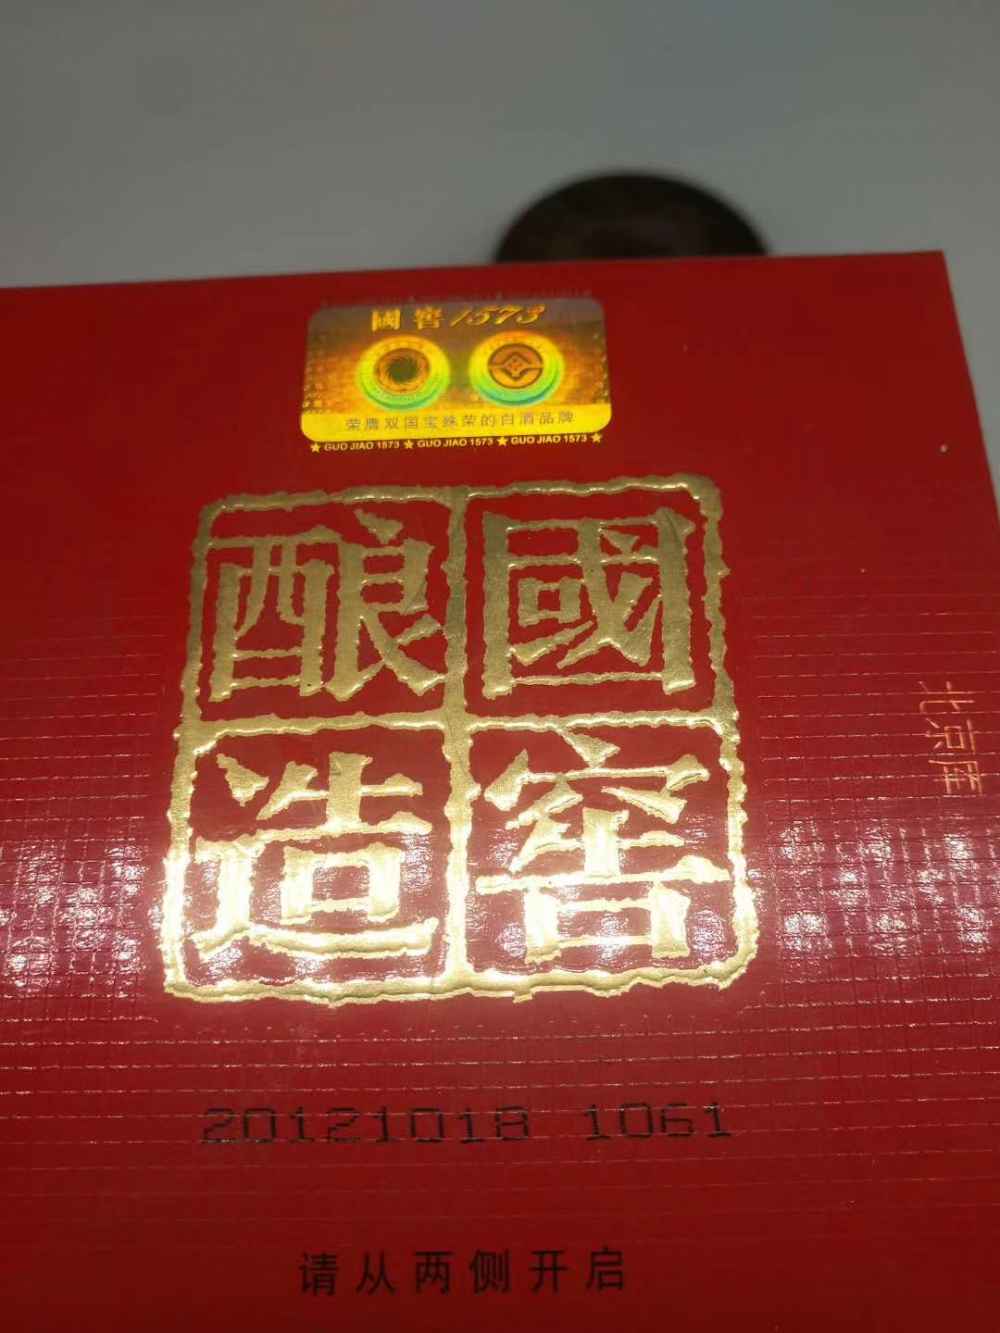 國窖1573
荣膺双国宝殊荣的白酒品牌
★ GUO JIAO 1573 ★ GUO JIAO 1573 ★ GUO JIAO 1573 ★
國窖
酿造
北京
20121018 1061
请从两侧开启